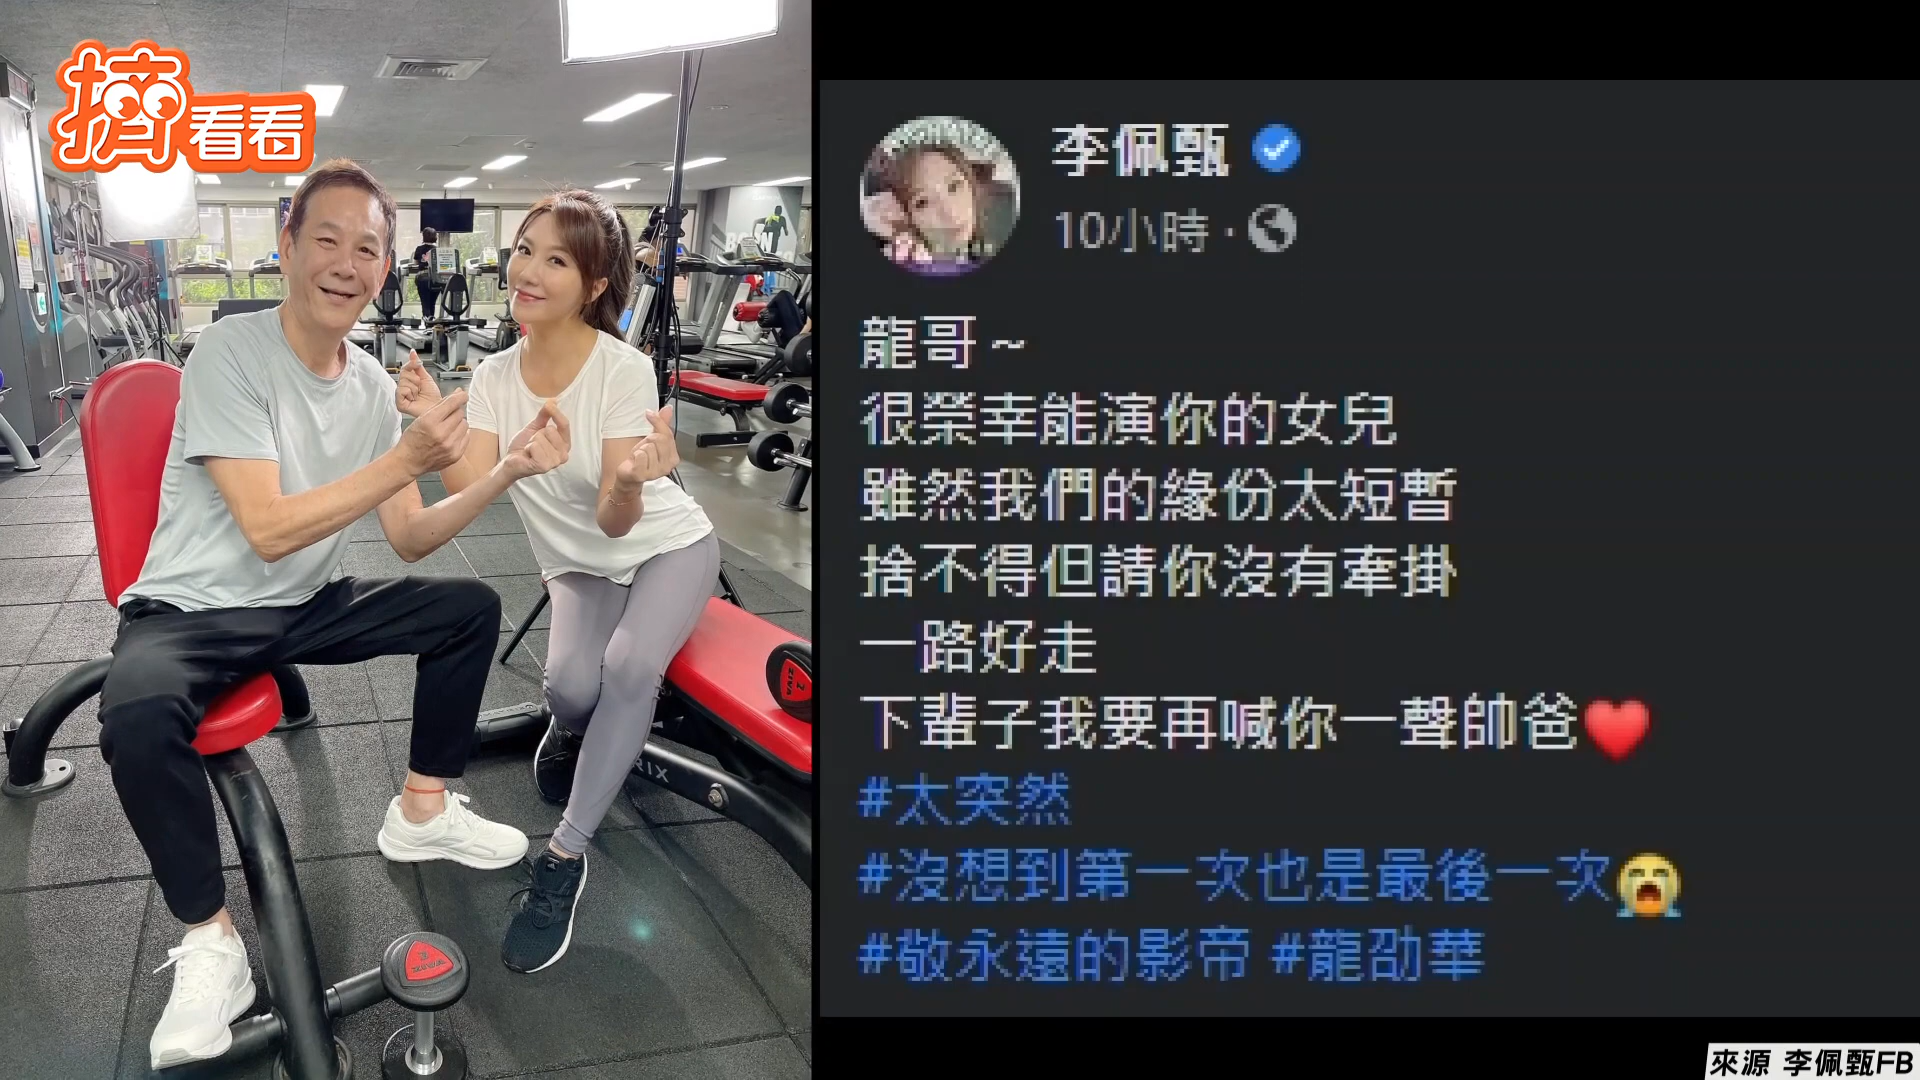 擠看看
李佩甄
10小時·
龍哥~
很榮幸能演你的女兒
雖然我們的緣份太短暫
捨不得但請你沒有牽掛
一路好走
下輩子我要再喊你一聲帥爸❤️
#太突然
#沒想到第一次也是最後一次😭
#敬永遠的影帝 #龍劭華
來源 李佩甄FB